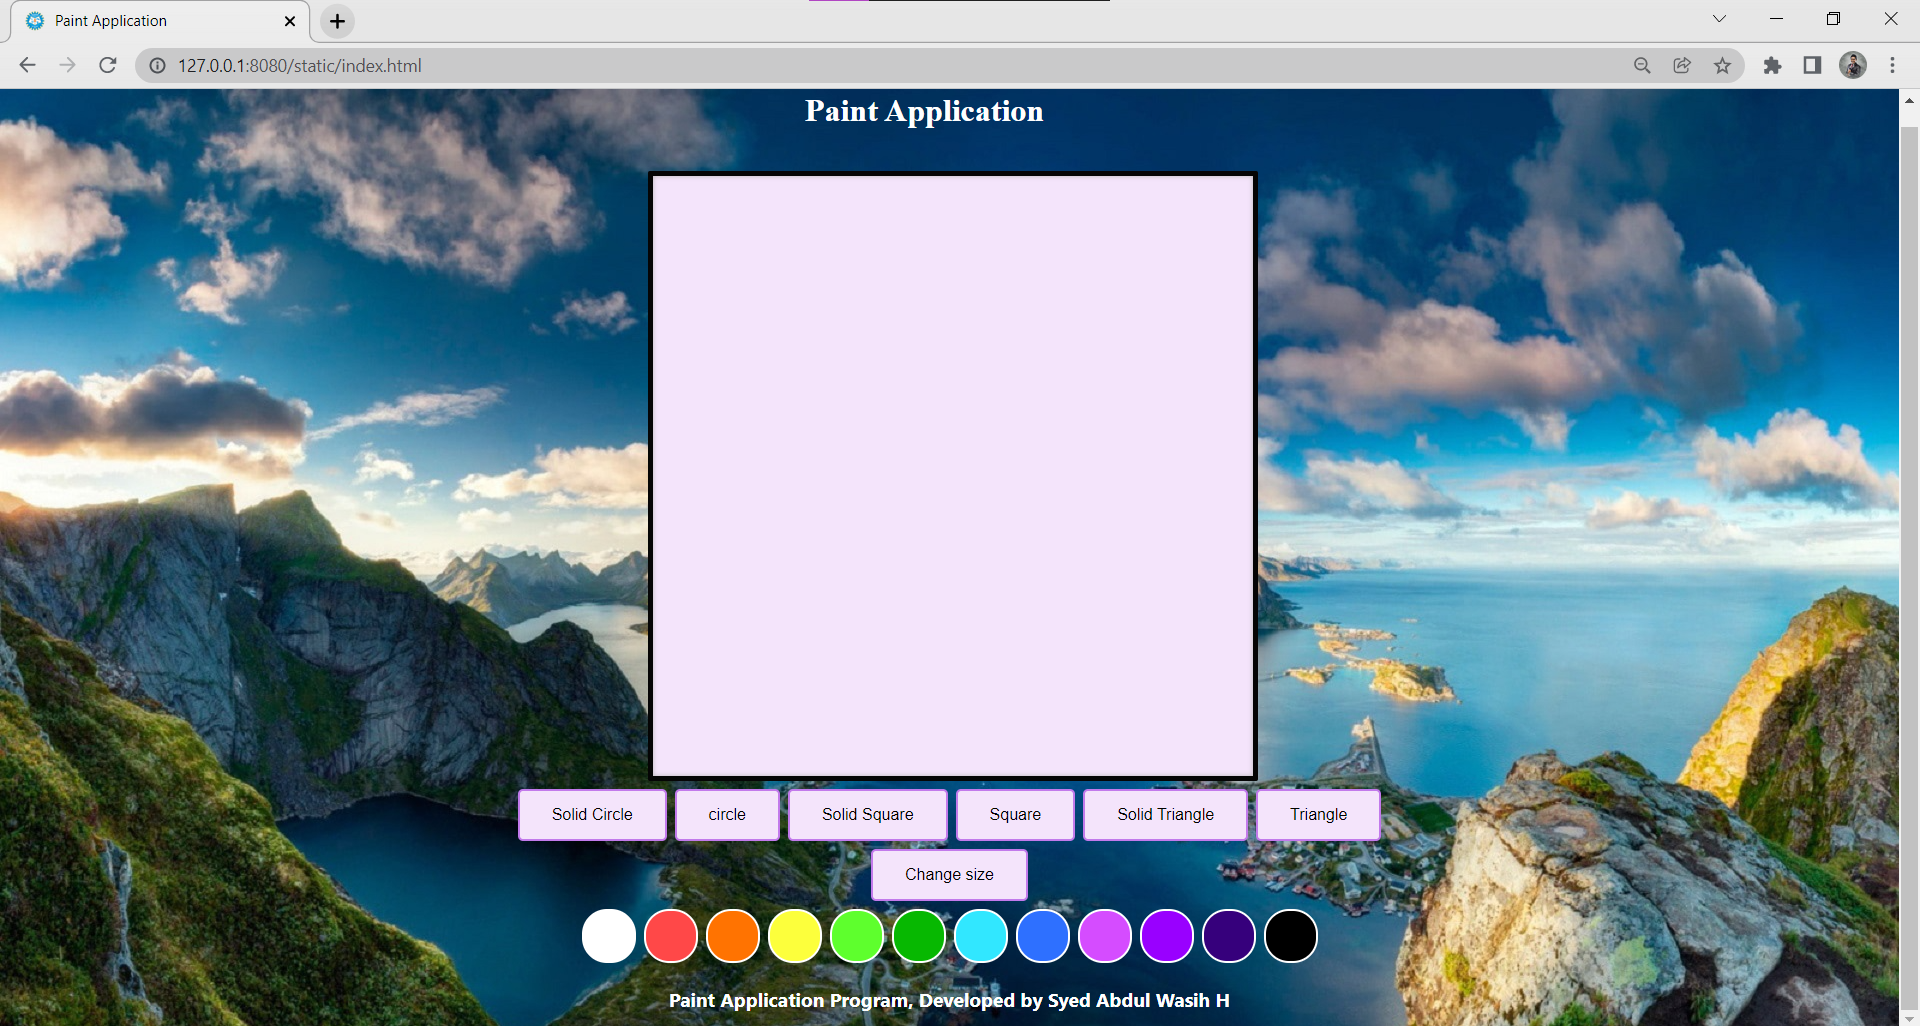 Paint Application
127.0.0.1:8080/static/index.html
Paint Application
Solid Circle circle Solid Square Square Solid Triangle Triangle
Change size
Paint Application Program, Developed by Syed Abdul Wasih H